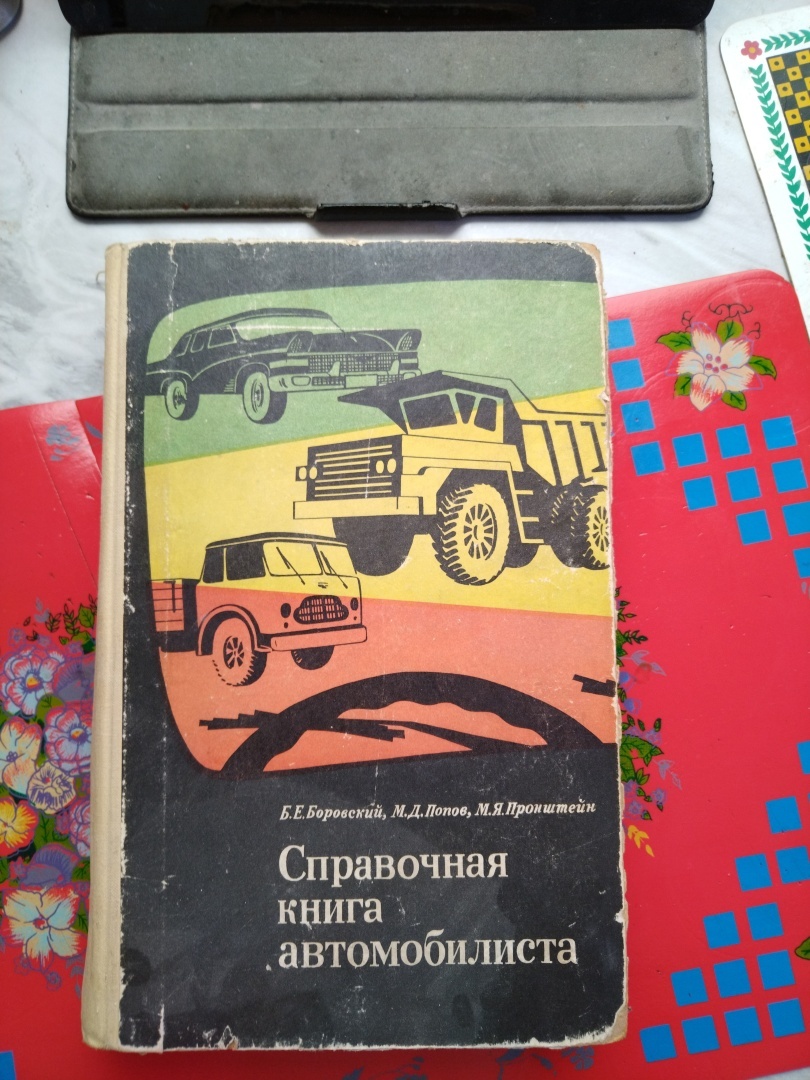 Б.Е.Боровский, М.Д.Попов, М.Я.Пронштейн
Справочная
книга
автомобилиста